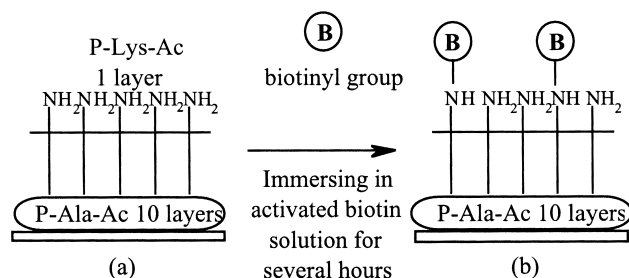 P-Lys-Ac
1 layer
NH2NH2NH2NH2NH2
P-Ala-Ac 10 layers
(a)
B
biotinyl group
Immersing in
activated biotin
solution for
several hours
B B
NH NH2NH2NH NH2
P-Ala-Ac 10 layers
(b)